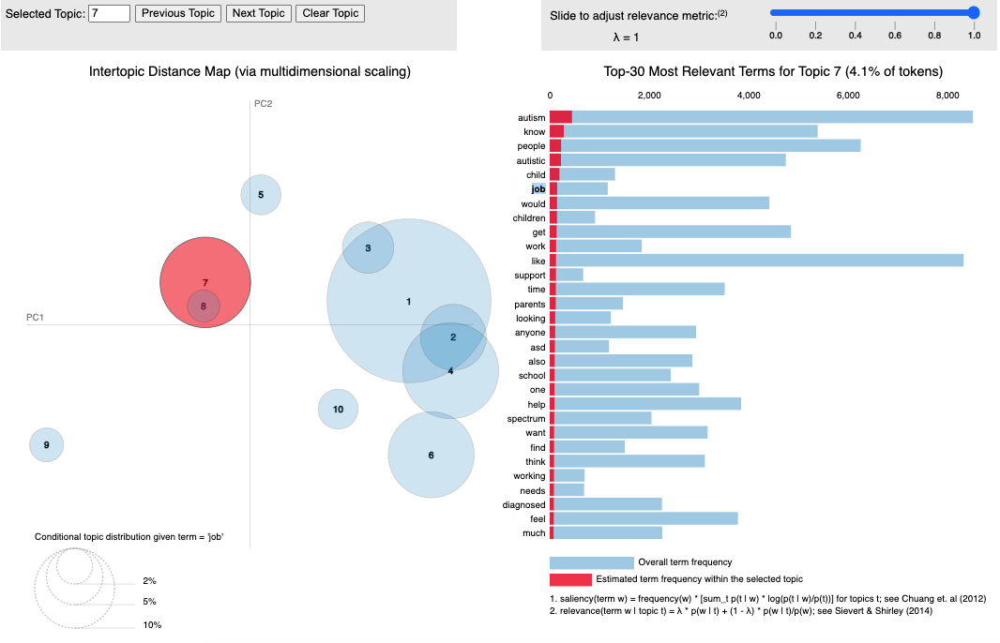 Selected Topic: 7 Previous Topic Next Topic Clear Topic
Slide to adjust relevance metric:(2)
λ = 1
0.0 0.2 0.4 0.6 0.8 1.0
Intertopic Distance Map (via multidimensional scaling)
PC2
PC1
5
3
7
1
8
2
4
10
9
6
Conditional topic distribution given term = 'job'
2%
5%
10%
Top-30 Most Relevant Terms for Topic 7 (4.1% of tokens)
0 2,000 4,000 6,000 8,000
autism
know
people
autistic
child
job
would
children
get
work
like
support
time
parents
looking
anyone
asd
also
school
one
help
spectrum
want
find
think
working
needs
diagnosed
feel
much
Overall term frequency
Estimated term frequency within the selected topic
1. saliency(term w) = frequency(w) * [sum_t p(t | w) * log(p(t | w)/p(t))] for topics t; see Chuang et. al (2012)
2. relevance(term w | topic t) = λ * p(w | t) + (1 - λ) * p(w | t)/p(w); see Sievert & Shirley (2014)